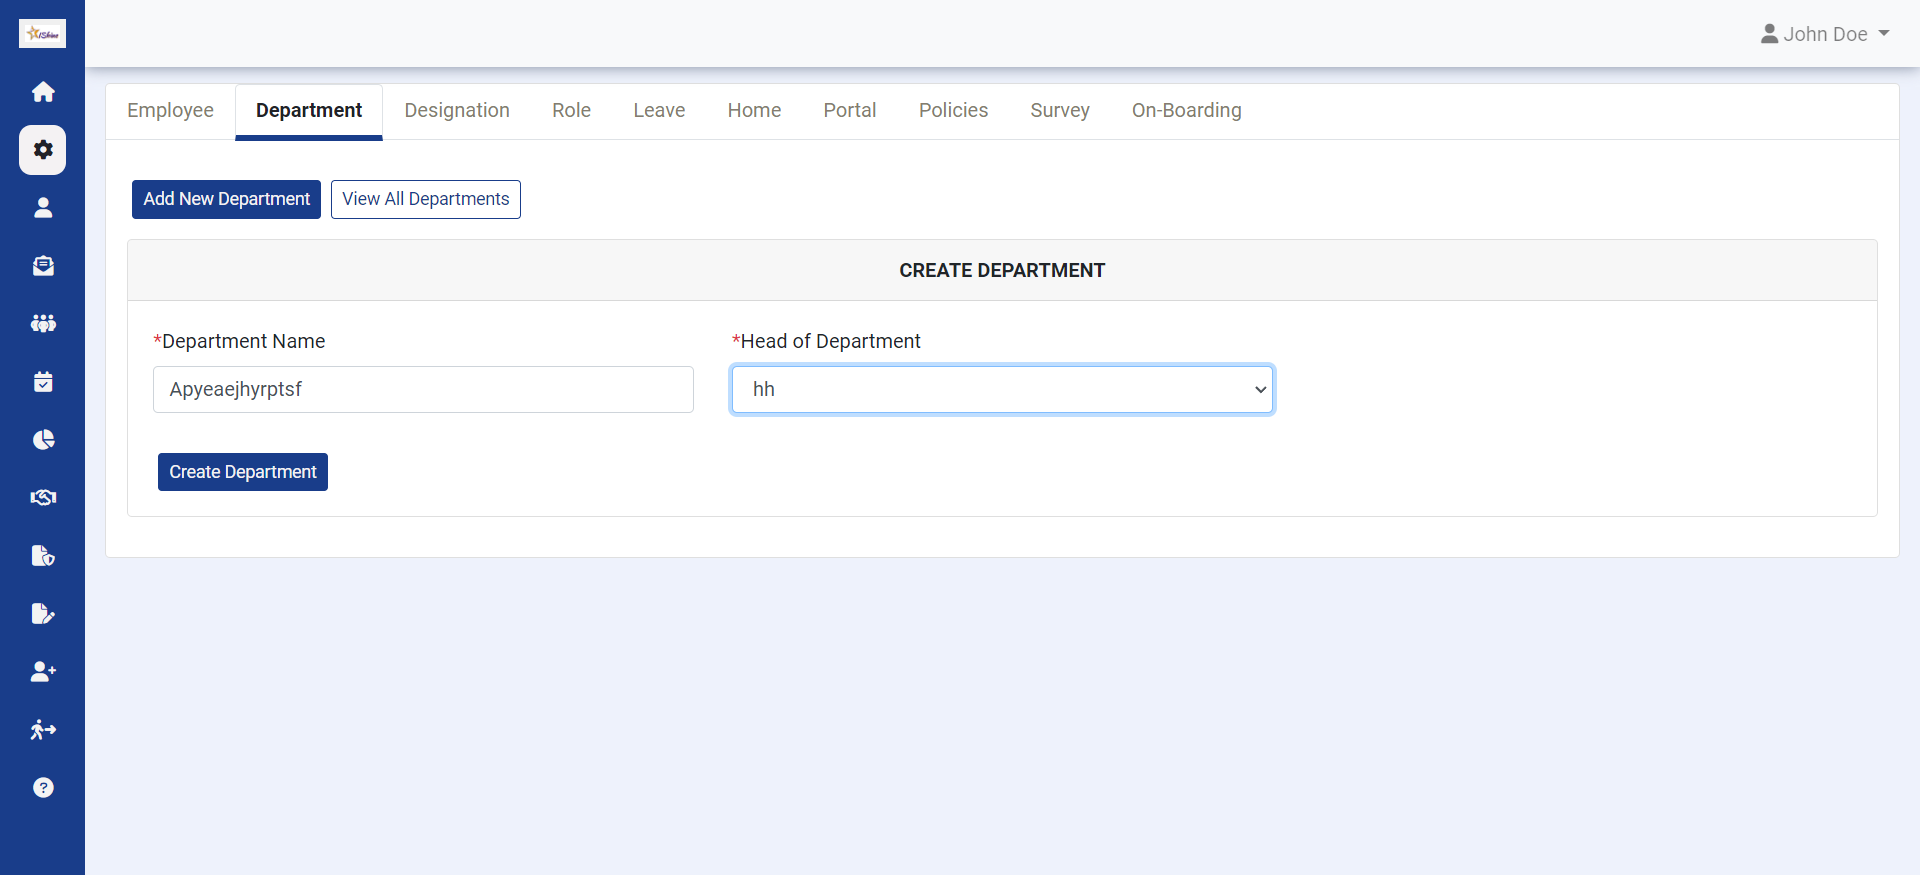 iShine
John Doe
Employee Department Designation Role Leave Home Portal Policies Survey On-Boarding
Add New Department View All Departments
CREATE DEPARTMENT
*Department Name *Head of Department
Apyeaejhyrptsf hh
Create Department